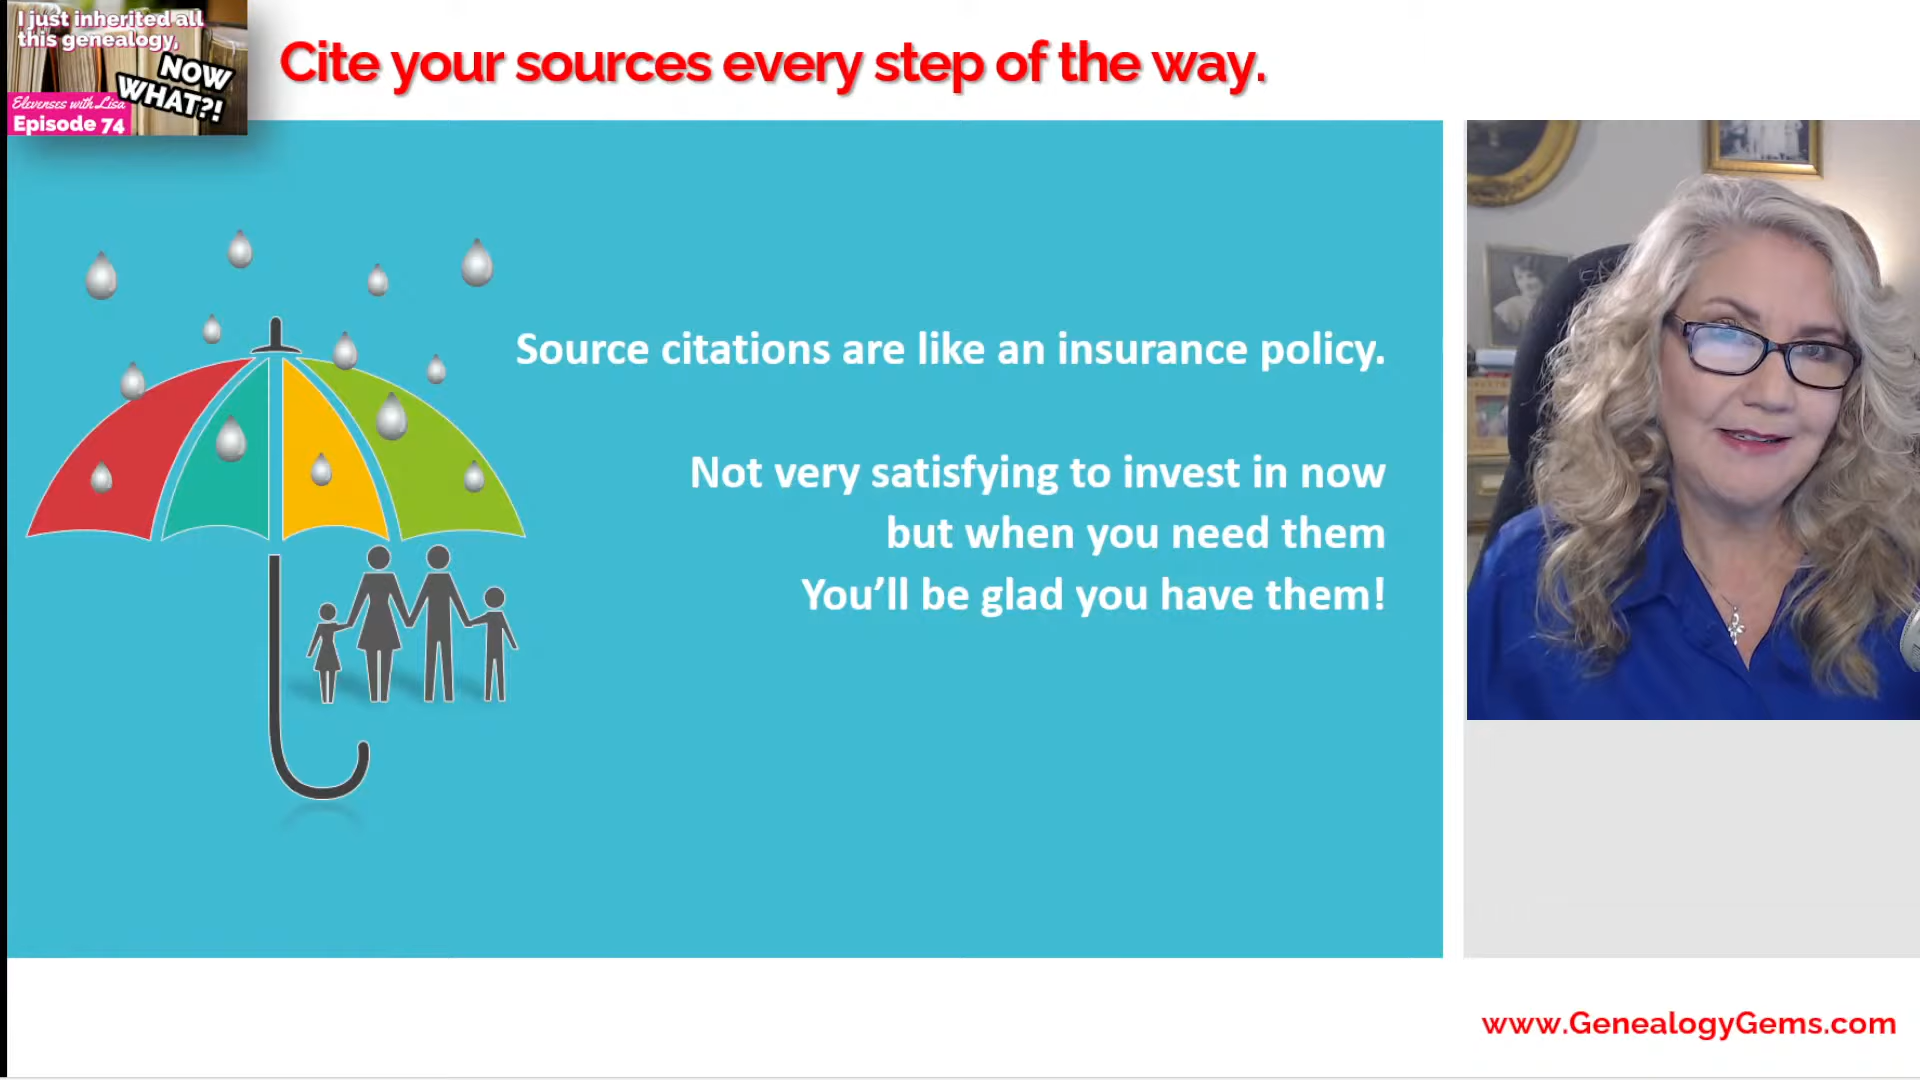 I just inherited all
this genealogy,
NOW
WHAT?!
Elevenses with Lisa
Episode 74
Cite your sources every step of the way.
Source citations are like an insurance policy.
Not very satisfying to invest in now
but when you need them
You’ll be glad you have them!
www.GenealogyGems.com